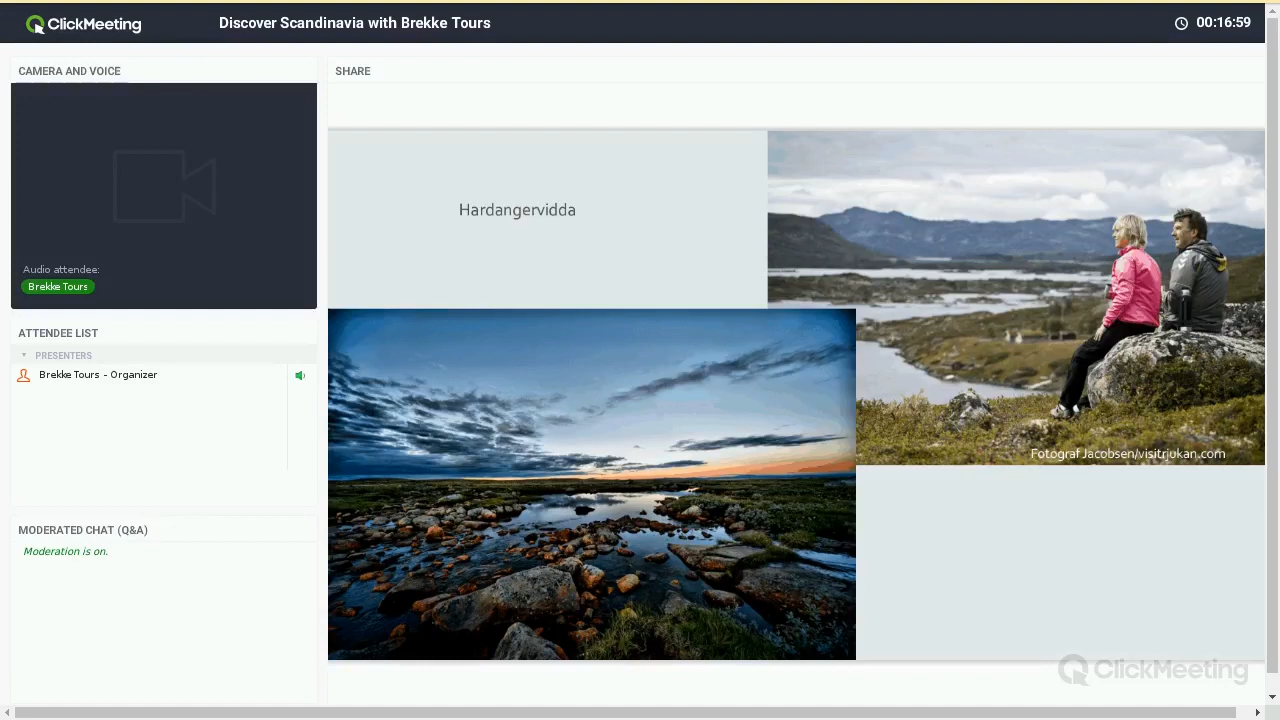 ClickMeeting
Discover Scandinavia with Brekke Tours
00:16:59
CAMERA AND VOICE
SHARE
Audio attendee:
Brekke Tours
ATTENDEE LIST
PRESENTERS
Brekke Tours - Organizer
MODERATED CHAT (Q&A)
Moderation is on.
Hardangervidda
Fotograf Jacobsen/visitrjukan.com
ClickMeeting